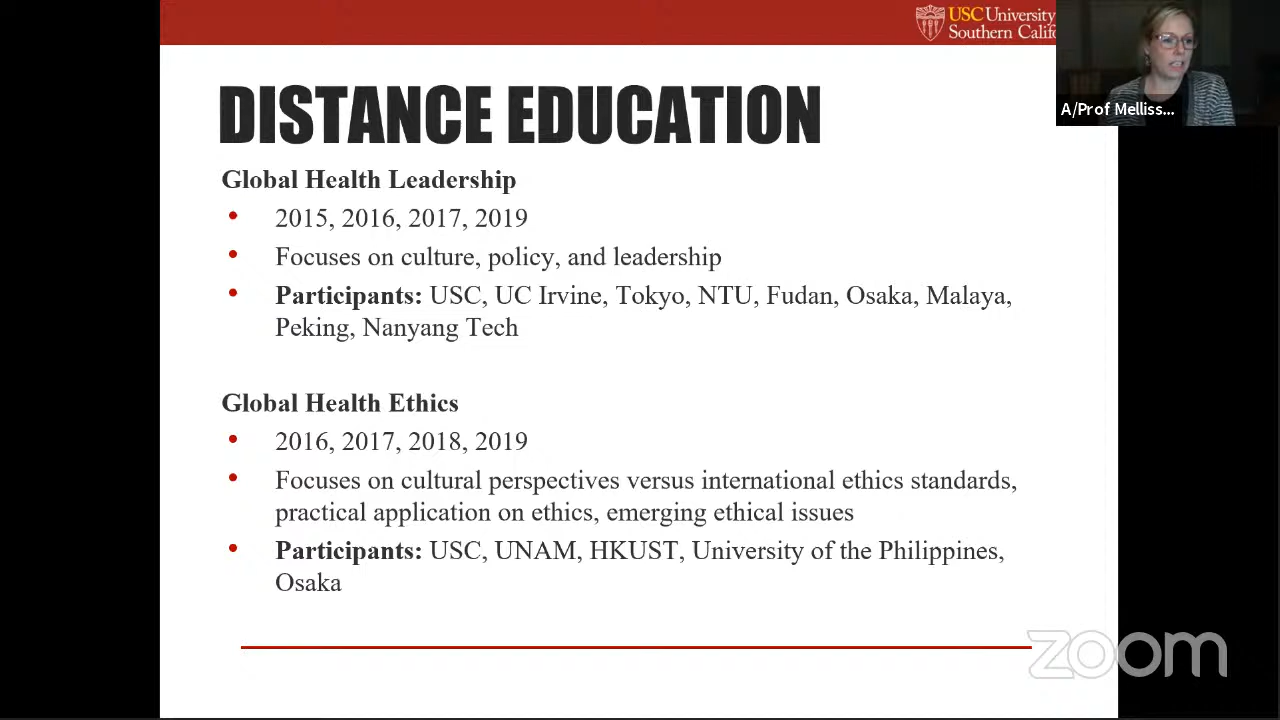 USC University
Southern Califo
A/Prof Melliss...
DISTANCE EDUCATION
Global Health Leadership
• 2015, 2016, 2017, 2019
• Focuses on culture, policy, and leadership
• Participants: USC, UC Irvine, Tokyo, NTU, Fudan, Osaka, Malaya,
Peking, Nanyang Tech
Global Health Ethics
• 2016, 2017, 2018, 2019
• Focuses on cultural perspectives versus international ethics standards,
practical application on ethics, emerging ethical issues
• Participants: USC, UNAM, HKUST, University of the Philippines,
Osaka
zoom